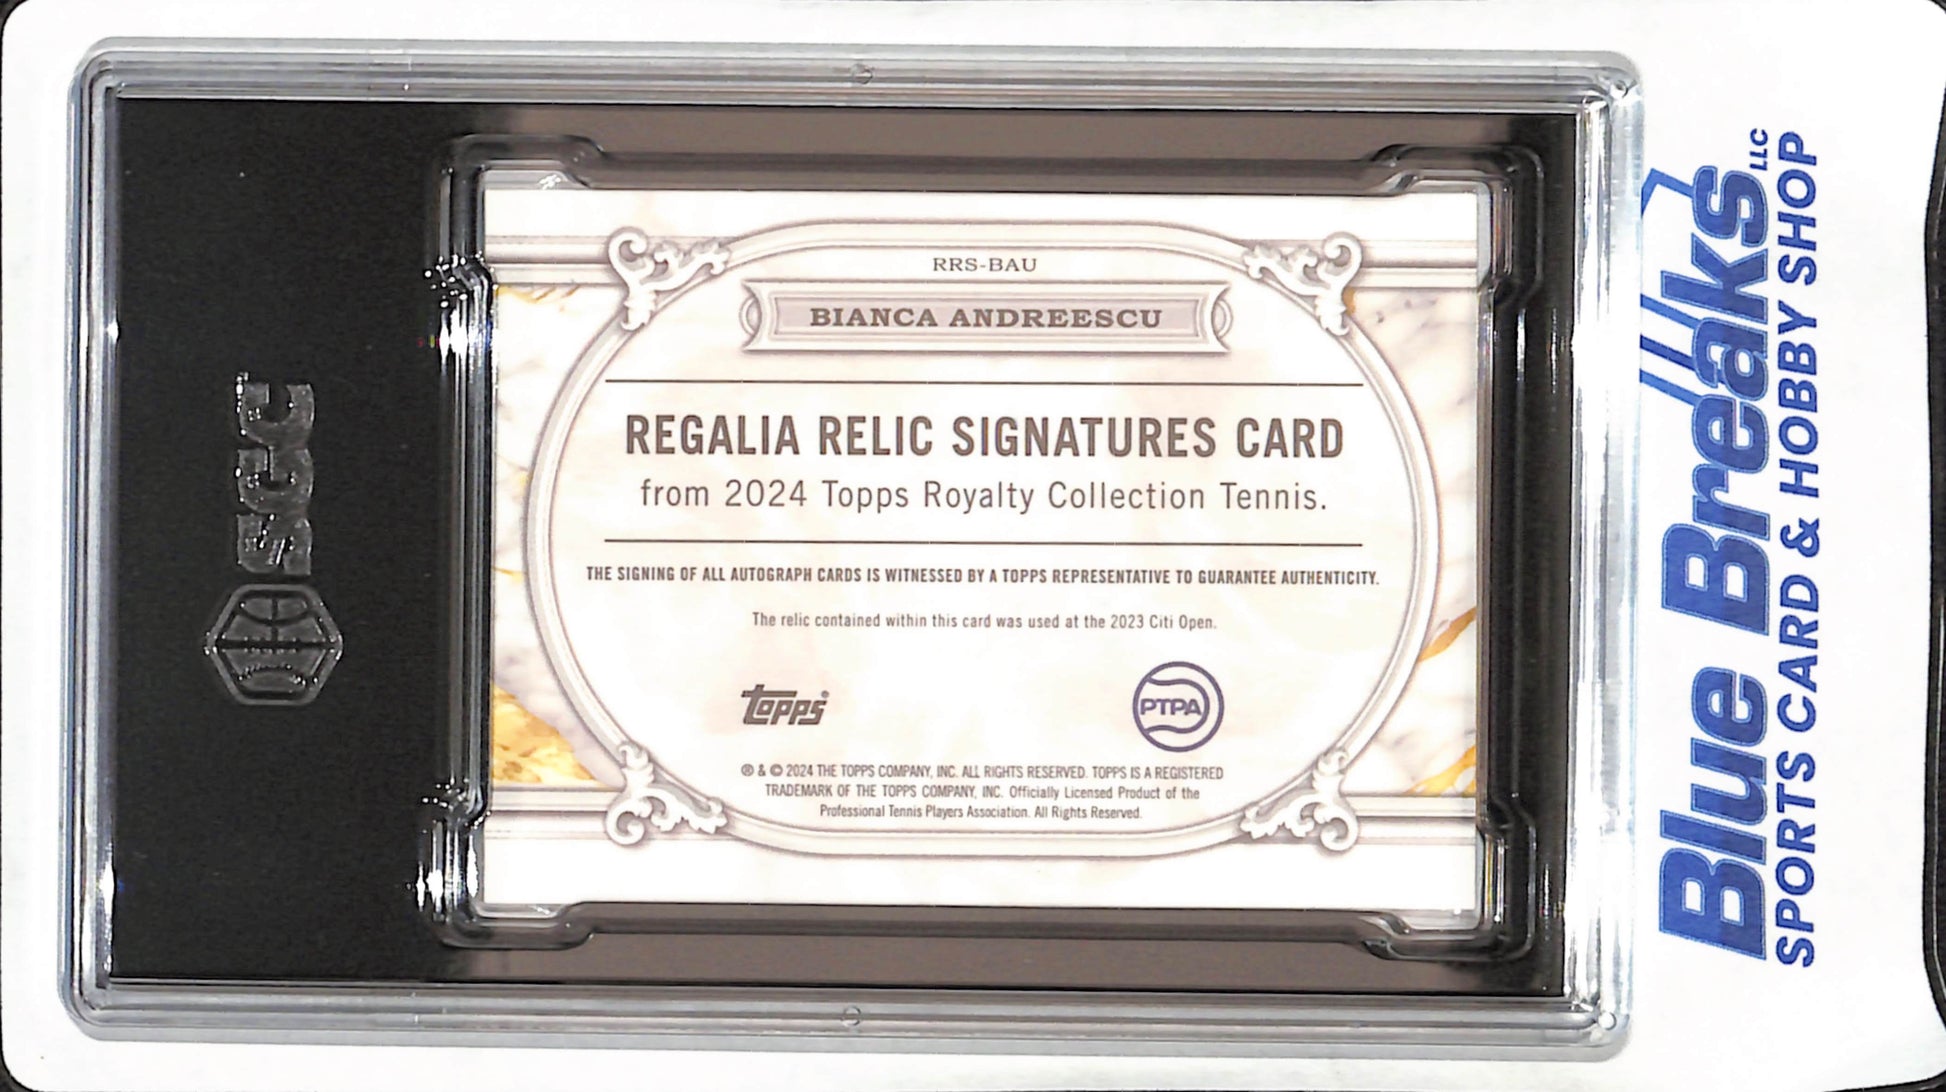 RRS-BAU
BIANCA ANDREESCU
REGALIA RELIC SIGNATURES CARD
from 2024 Topps Royalty Collection Tennis.
THE SIGNING OF ALL AUTOGRAPH CARDS IS WITNESSED BY A TOPPS REPRESENTATIVE TO GUARANTEE AUTHENTICITY.
The relic contained within this card was used at the 2023 Citi Open.
topps
PTPA
® & © 2024 THE TOPPS COMPANY, INC. ALL RIGHTS RESERVED. TOPPS IS A REGISTERED
TRADEMARK OF THE TOPPS COMPANY, INC. Officially Licensed Product of the
Professional Tennis Players Association. All Rights Reserved.
SGC
Blue Breaks LLC
SPORTS CARD & HOBBY SHOP